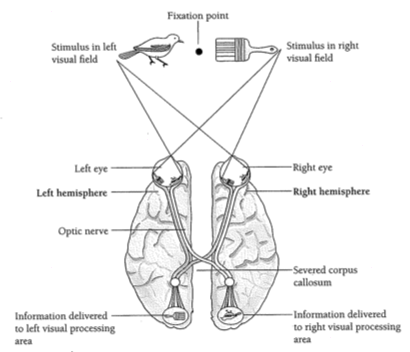 Fixation point
Stimulus in left
visual field
Stimulus in right
visual field
Left eye
Right eye
Left hemisphere
Right hemisphere
Optic nerve
Severed corpus
callosum
Information delivered
to left visual processing
area
Information delivered
to right visual processing
area